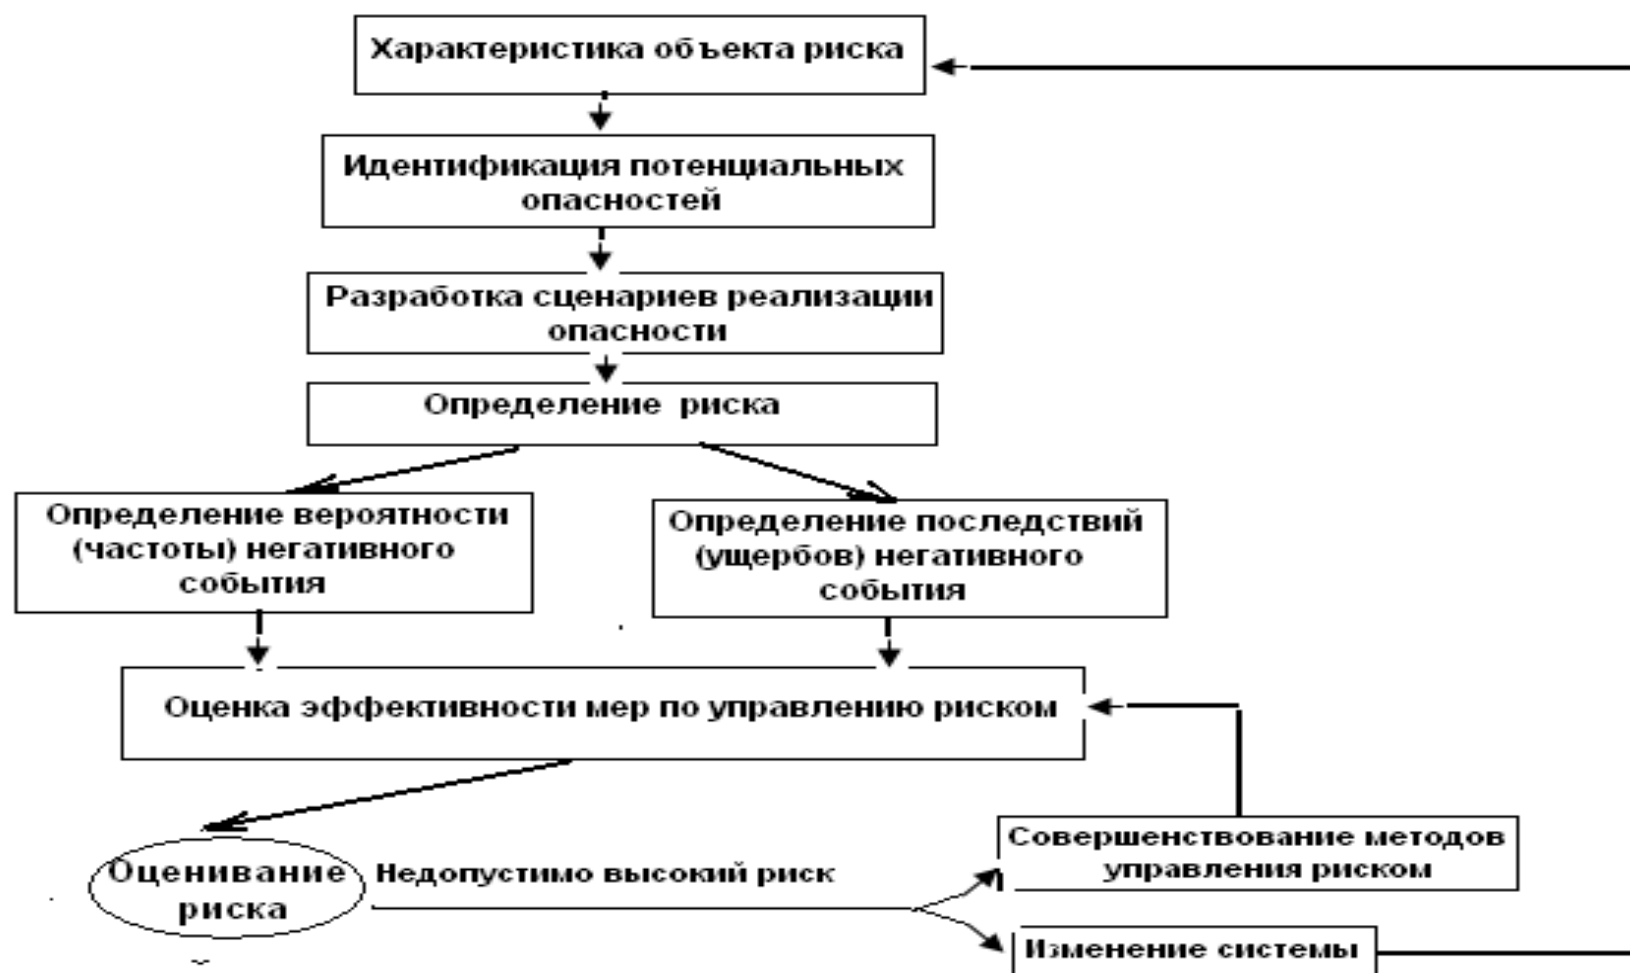 Характеристика объекта риска
Идентификация потенциальных
опасностей
Разработка сценариев реализации
опасности
Определение риска
Определение вероятности
(частоты) негативного
события
Определение последствий
(ущербов) негативного
события
Оценка эффективности мер по управлению риском
Оценивание
риска
Недопустимо высокий риск
Совершенствование методов
управления риском
Изменение системы